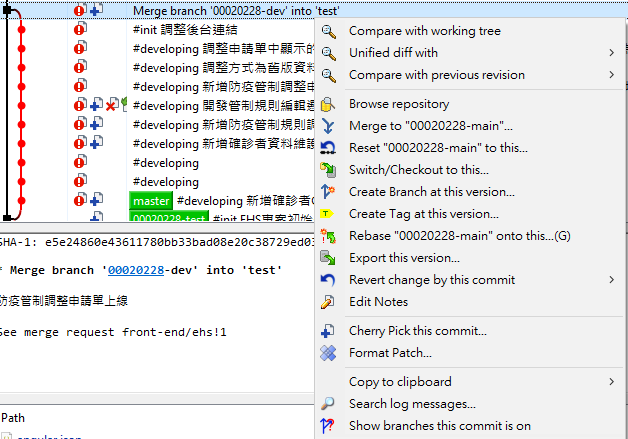 Merge branch '00020228-dev' into 'test'
#init 調整後台連結
#developing 調整申請單中顯示的
#developing 調整方式為舊版資料
#developing 新增防疫管制調整申
#developing 開發管制規則編輯
#developing 新增防疫管制規則
#developing 新增確診者資料維
#developing
#developing
master #developing 新增確診者
00020228-test #init EHS專案初始
SHA-1: e5e24860e43611780bb33bad08e20c38729ed03
* Merge branch '00020228-dev' into 'test'
防疫管制調整申請單上線
See merge request front-end/ehs!1
Path
angular.json
Compare with working tree
Unified diff with
Compare with previous revision
Browse repository
Merge to "00020228-main"...
Reset "00020228-main" to this...
Switch/Checkout to this...
Create Branch at this version...
Create Tag at this version...
Rebase "00020228-main" onto this...(G)
Export this version...
Revert change by this commit
Edit Notes
Cherry Pick this commit...
Format Patch...
Copy to clipboard
Search log messages...
Show branches this commit is on